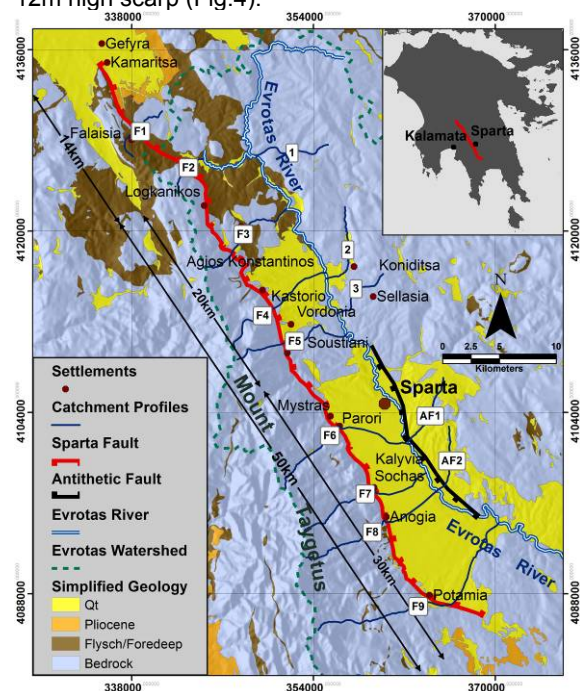 12m high scarp (Fig.4).
338000
354000
370000
4136000
4136000
Gefyra
Kamaritsa
Evrotas
River
Kalamata
Sparta
Falaisia
F1
1
14km
F2
Logkanikos
4120000
4120000
F3
2
Agios Konstantinos
Koniditsa
3
Sellasia
N
20km
Kastorio
F4
Vordonia
F5
Soustiani
0
2.5
5
10
Kilometers
Settlements
Catchment Profiles
Sparta Fault
Antithetic Fault
Evrotas River
Evrotas Watershed
Simplified Geology
Qt
Pliocene
Flysch/Foredeep
Bedrock
Mount
Taygetus
Sparta
4104000
Mystras
Parori
AF1
F6
Kalyvia
Sochas
AF2
50km
F7
Anogia
F8
Evrotas River
30km
4088000
4088000
Potamia
F9
338000
354000
370000